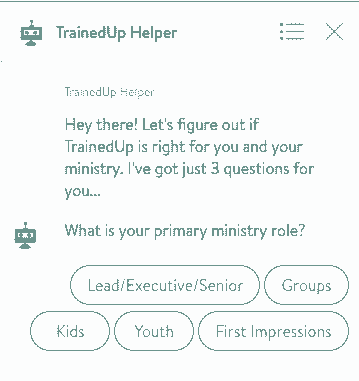 TrainedUp Helper
TrainedUp Helper
Hey there! Let's figure out if
TrainedUp is right for you and your
ministry. I've got just 3 questions for
you...
What is your primary ministry role?
Lead/Executive/Senior Groups
Kids Youth First Impressions